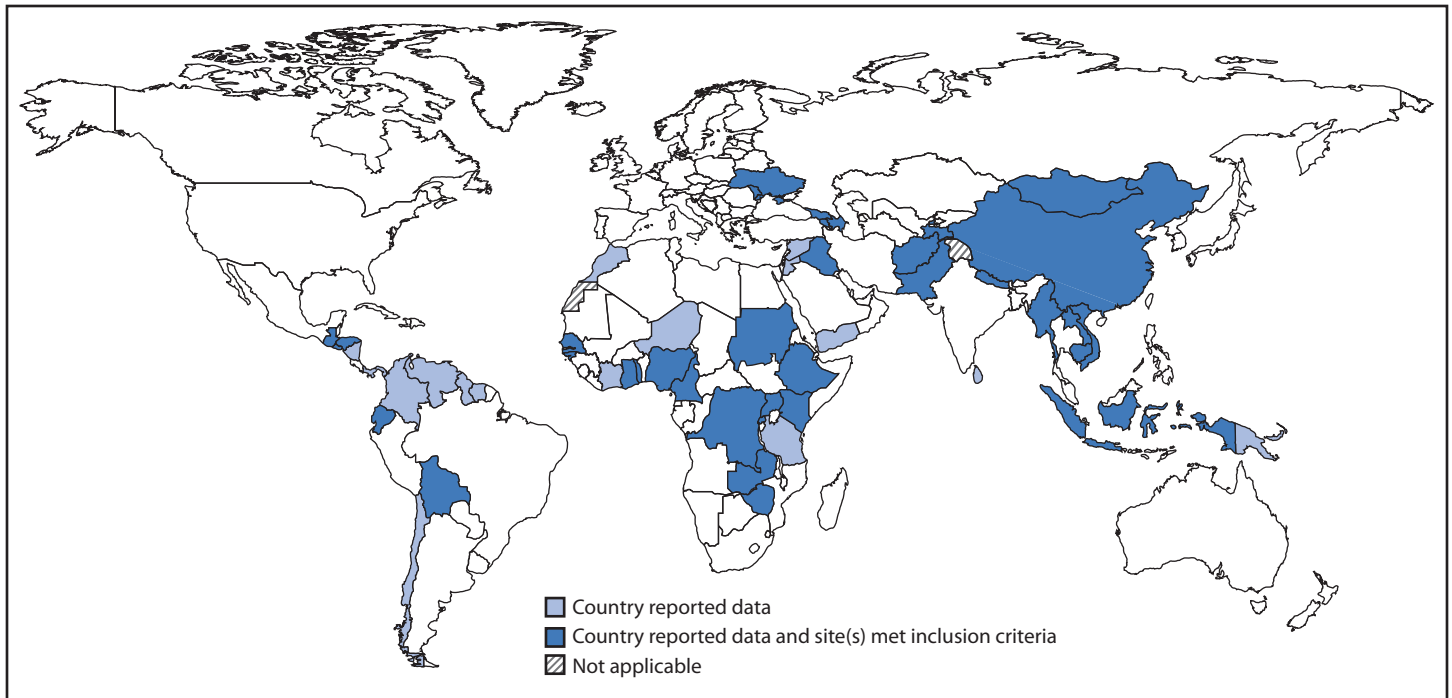 Country reported data
Country reported data and site(s) met inclusion criteria
Not applicable